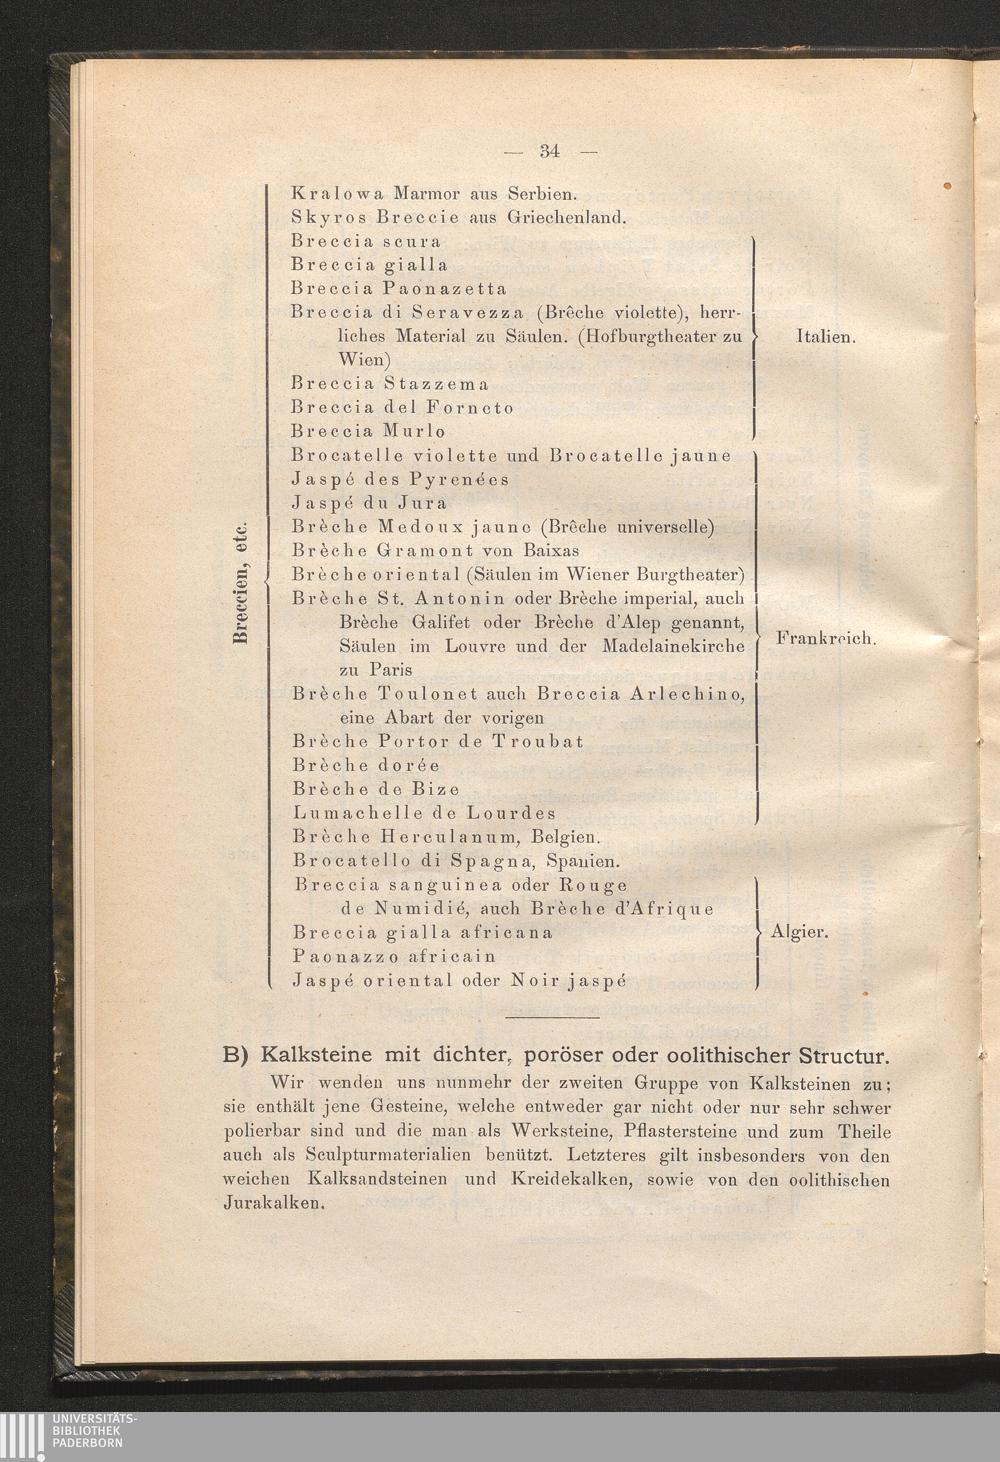 — 34 —
Kralowa Marmor aus Serbien.
Skyros Breccie aus Griechenland.
Breccia scura
Breccia gialla
Breccia Paonazetta
Breccia di Seravezza (Brêche violette), herr-
liches Material zu Säulen. (Hofburgtheater zu
Wien)
Breccia Stazzema
Breccia del Forneto
Breccia Murlo
Italien.
Brocatelle violette und Brocatelle jaune
Jaspé des Pyrenées
Jaspé du Jura
Brèche Medoux jaune (Brêche universelle)
Brèche Gramont von Baixas
Brèche oriental (Säulen im Wiener Burgtheater)
Brèche St. Antonin oder Brèche imperial, auch
Brèche Galifet oder Brèche d'Alep genannt,
Säulen im Louvre und der Madelainekirche
zu Paris
Brèche Toulonet auch Breccia Arlechino,
eine Abart der vorigen
Brèche Portor de Troubat
Brèche dorée
Brèche de Bize
Lumachelle de Lourdes
Frankreich.
Brèche Herculanum, Belgien.
Brocatello di Spagna, Spanien.
Breccia sanguinea oder Rouge
de Numidié, auch Brèche d'Afrique
Breccia gialla africana
Paonazzo africain
Jaspé oriental oder Noir jaspé
Algier.
Breccien, etc.
B) Kalksteine mit dichter, poröser oder oolithischer Structur.
Wir wenden uns nunmehr der zweiten Gruppe von Kalksteinen zu;
sie enthält jene Gesteine, welche entweder gar nicht oder nur sehr schwer
polierbar sind und die man als Werksteine, Pflastersteine und zum Theile
auch als Sculpturmaterialien benützt. Letzteres gilt insbesonders von den
weichen Kalksandsteinen und Kreidekalken, sowie von den oolithischen
Jurakalken.
UNIVERSITÄTS-
BIBLIOTHEK
PADERBORN